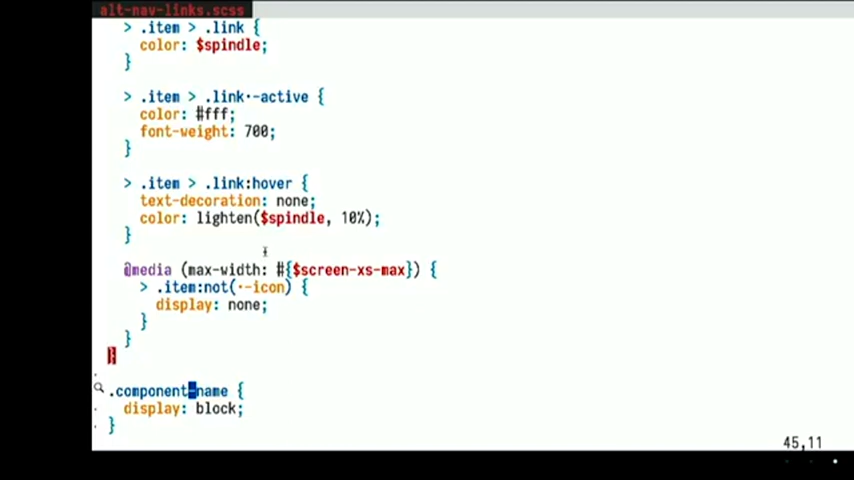 alt-nav-links.scss
> .item > .link {
color: $spindle;
}
> .item > .link.-active {
color: #fff;
font-weight: 700;
}
> .item > .link:hover {
text-decoration: none;
color: lighten($spindle, 10%);
}
@media (max-width: #{$screen-xs-max}) {
> .item:not(.-icon) {
display: none;
}
}
}
.component-name {
display: block;
}
45,11